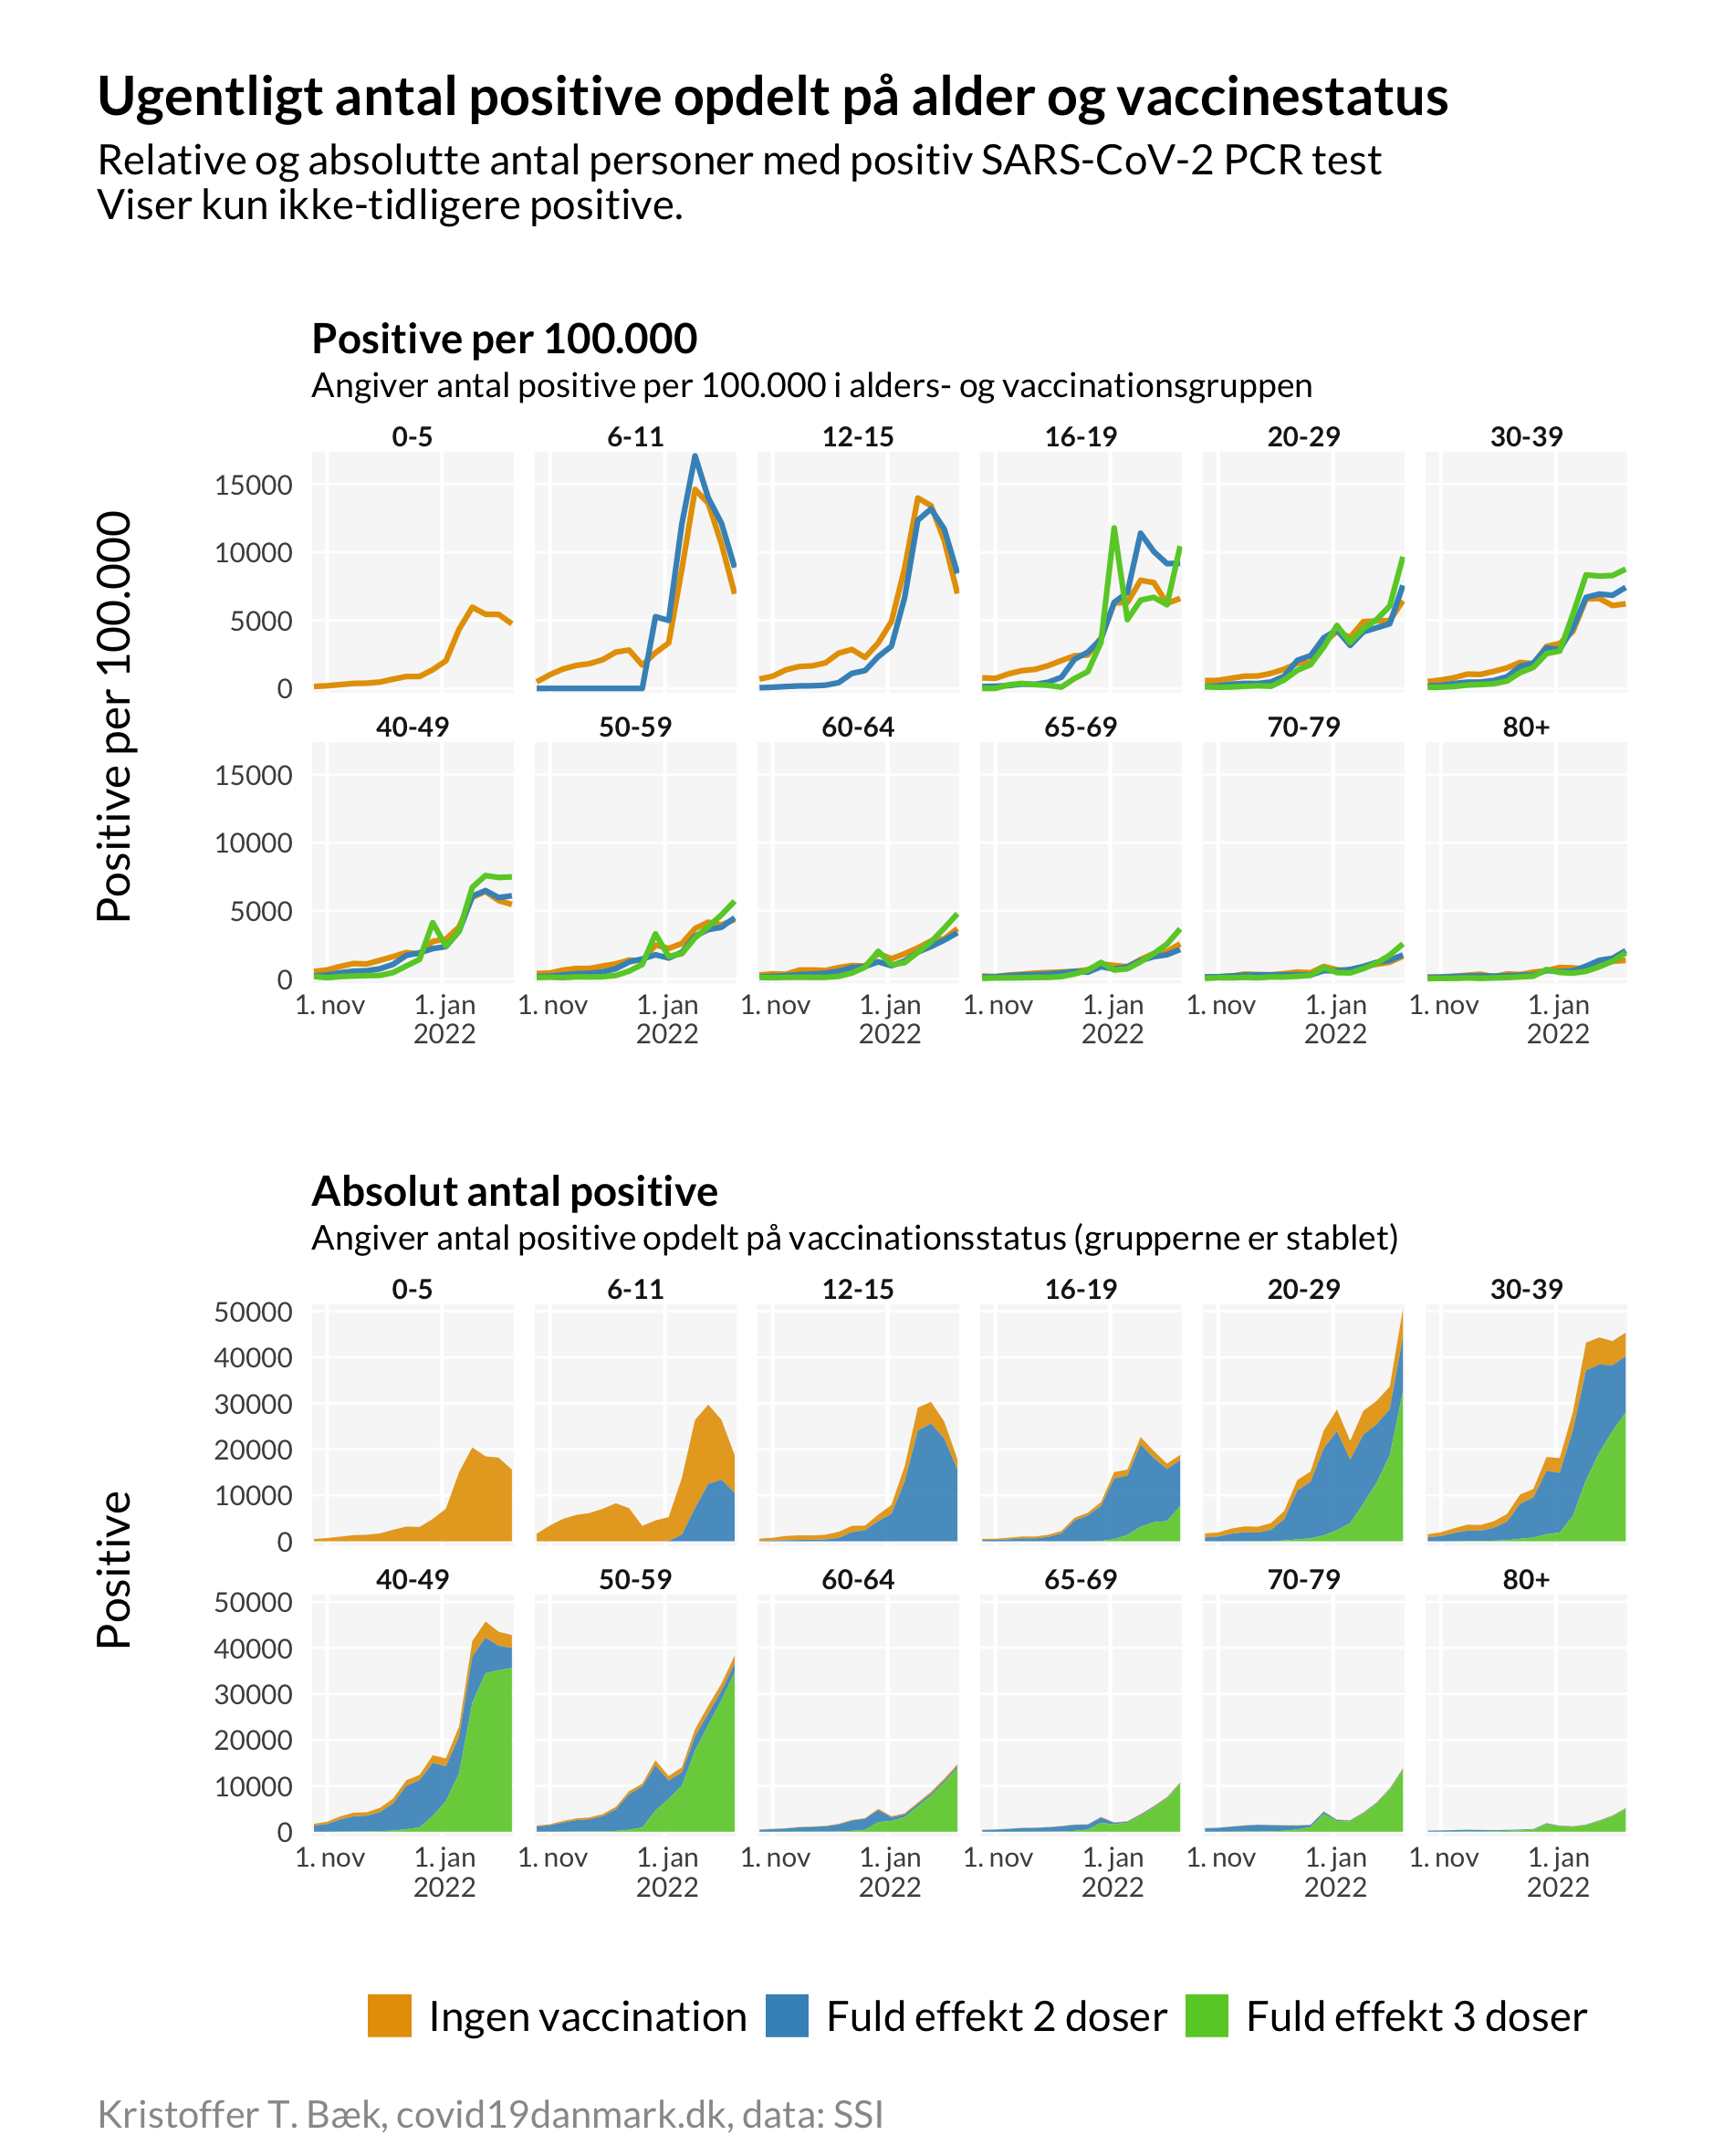 Ugentligt antal positive opdelt på alder og vaccinestatus
Relative og absolutte antal personer med positiv SARS-CoV-2 PCR test
Viser kun ikke-tidligere positive.
Positive per 100.000
Angiver antal positive per 100.000 i alders- og vaccinationsgruppen
Positive per 100.000
0-5 6-11 12-15 16-19 20-29 30-39
15000
10000
5000
0
40-49 50-59 60-64 65-69 70-79 80+
15000
10000
5000
0
1. nov 1. jan 1. nov 1. jan 1. nov 1. jan 1. nov 1. jan 1. nov 1. jan 1. nov 1. jan
2022 2022 2022 2022 2022 2022
Absolut antal positive
Angiver antal positive opdelt på vaccinationsstatus (grupperne er stablet)
Positive
0-5 6-11 12-15 16-19 20-29 30-39
50000
40000
30000
20000
10000
0
40-49 50-59 60-64 65-69 70-79 80+
50000
40000
30000
20000
10000
0
1. nov 1. jan 1. nov 1. jan 1. nov 1. jan 1. nov 1. jan 1. nov 1. jan 1. nov 1. jan
2022 2022 2022 2022 2022 2022
Ingen vaccination Fuld effekt 2 doser Fuld effekt 3 doser
Kristoffer T. Bæk, covid19danmark.dk, data: SSI